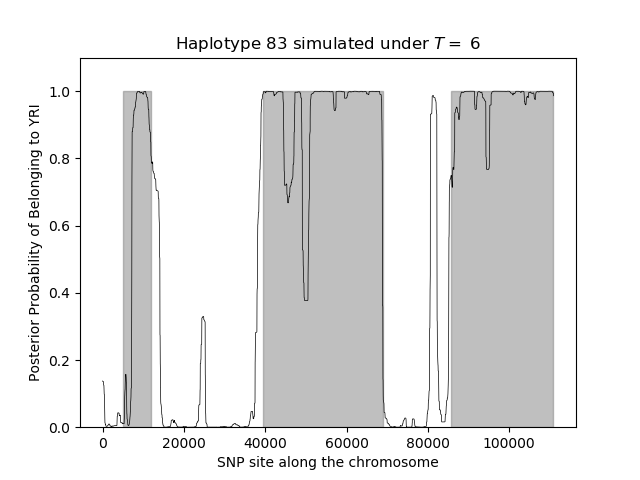 Haplotype 83 simulated under T = 6
Posterior Probability of Belonging to YRI
1.0
0.8
0.6
0.4
0.2
0.0
0 20000 40000 60000 80000 100000
SNP site along the chromosome